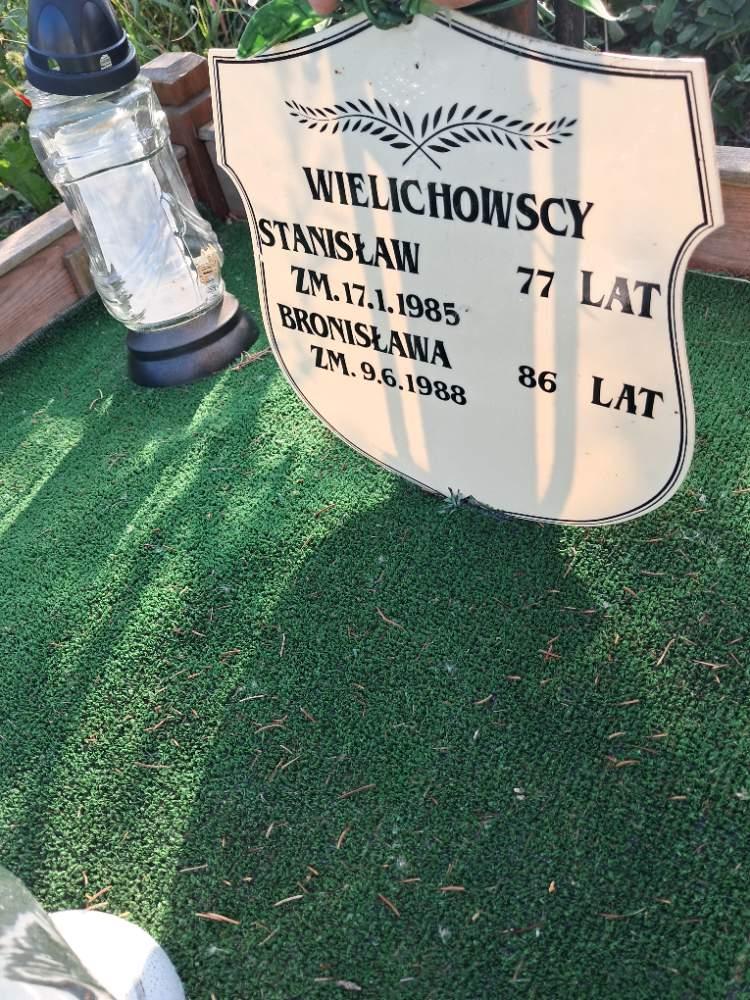 WIELICHOWSCY
STANISŁAW 77 LAT
ZM. 17.1.1985
BRONISŁAWA
ZM. 9.6.1988 86 LAT